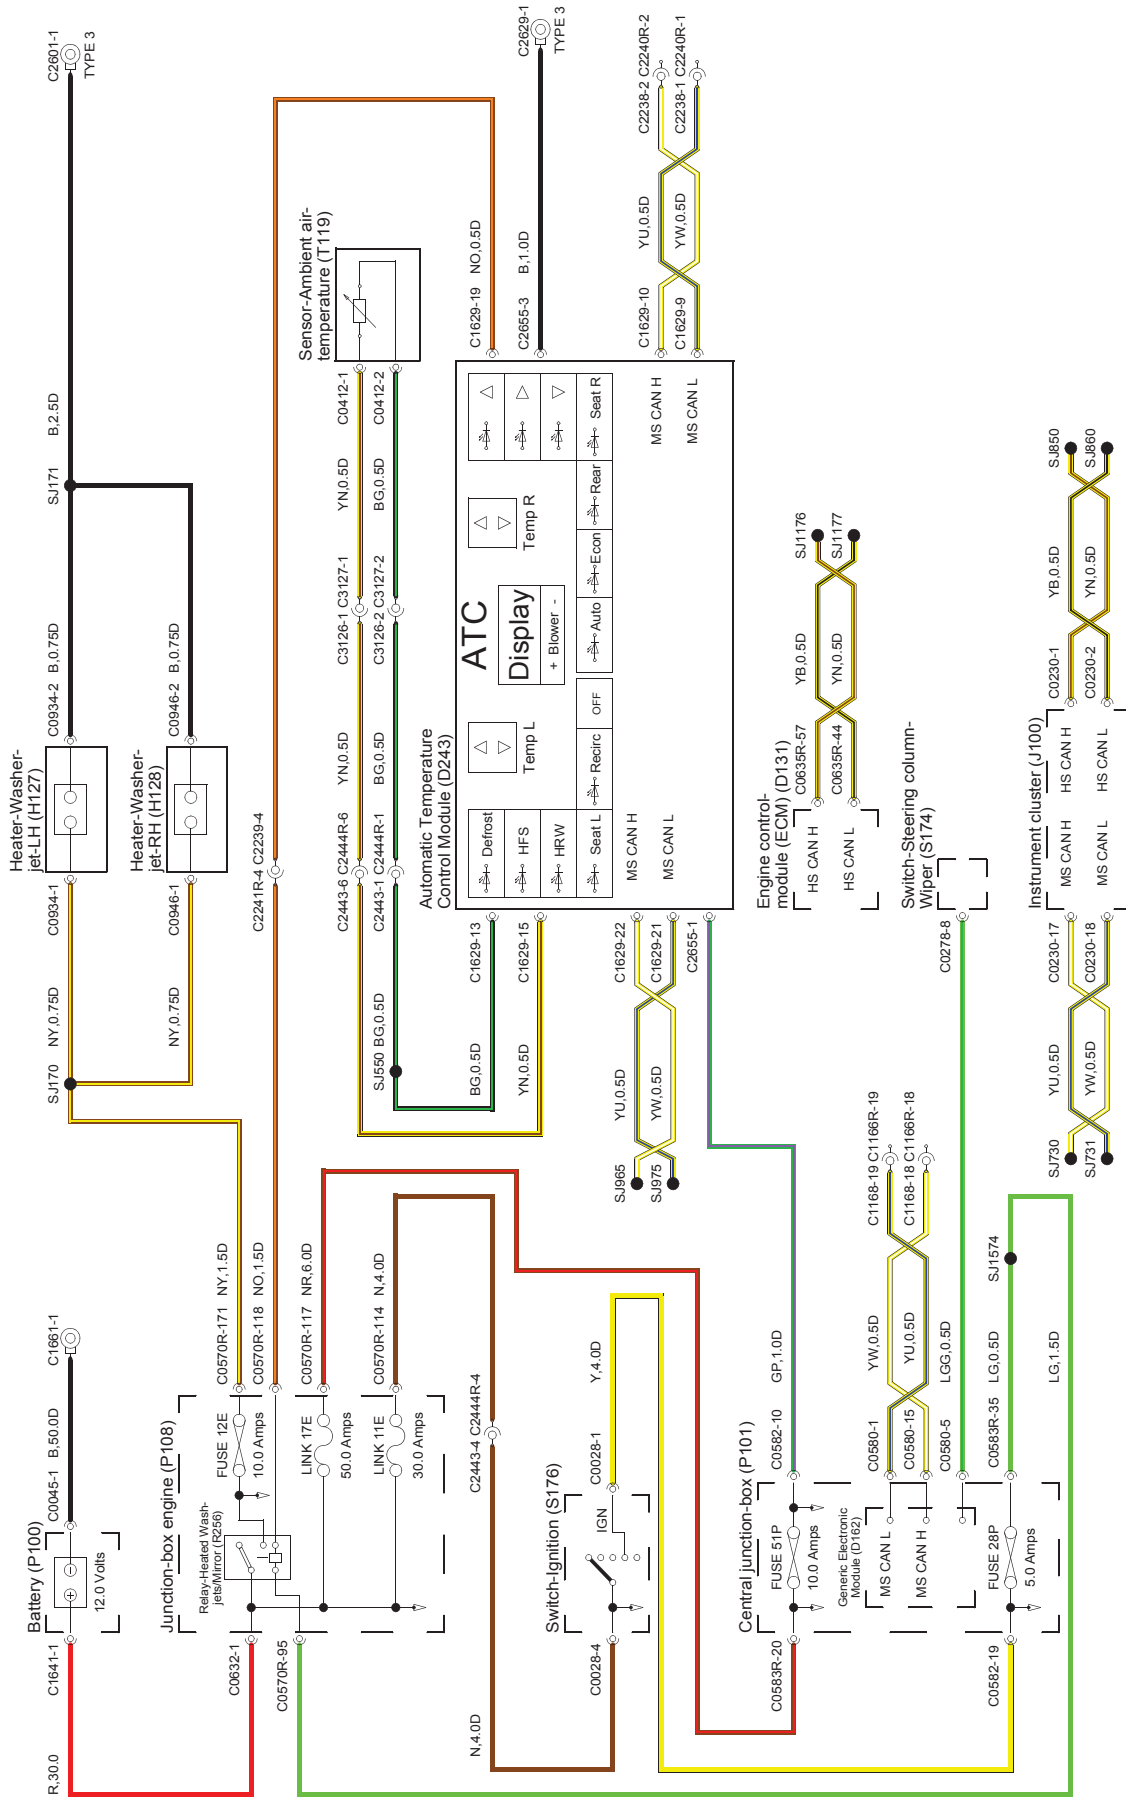 C2601-1
TYPE 3
B,2.5D
SJ171
C0934-2 B,0.75D
C0946-2 B,0.75D
Heater-Washer-
jet-LH (H127)
Heater-Washer-
jet-RH (H128)
C0934-1
C0946-1
NY,0.75D
NY,0.75D
SJ170
C1661-1
C0045-1 B,50.0D
Battery (P100)
12.0 Volts
C1641-1
R,30.0
C2241R-4 C2239-4
C0570R-171 NY,1.5D
C0570R-118 NO,1.5D
C0570R-117 NR,6.0D
C0570R-114 N,4.0D
Junction-box engine (P108)
FUSE 12E
10.0 Amps
LINK 17E
50.0 Amps
LINK 11E
30.0 Amps
Relay-Heated Wash-
jets/Mirror (R256)
C0632-1
C0570R-95
Sensor-Ambient air-
temperature (T119)
C0412-1
C0412-2
YN,0.5D
BG,0.5D
C3126-1 C3127-1
C3126-2 C3127-2
YN,0.5D
BG,0.5D
C2443-6 C2444R-6
C2443-1 C2444R-1
SJ550 BG,0.5D
C2629-1
TYPE 3
C1629-19 NO,0.5D
C2655-3 B,1.0D
C2238-2 C2240R-2
C2238-1 C2240R-1
YU,0.5D
YW,0.5D
C1629-10
C1629-9
Automatic Temperature
Control Module (D243)
ATC
Display
+ Blower -
Temp L
Temp R
Defrost
HFS
HRW
Seat L
Recirc
OFF
Auto
Econ
Rear
Seat R
MS CAN H
MS CAN L
MS CAN H
MS CAN L
C1629-13
C1629-15
BG,0.5D
YN,0.5D
C1629-22
C1629-21
C2655-1
YU,0.5D
YW,0.5D
SJ965
SJ975
C2443-4 C2444R-4
N,4.0D
Switch-Ignition (S176)
IGN
C0028-1
C0028-4
Y,4.0D
Engine control-
module (ECM) (D131)
HS CAN H
HS CAN L
C0635R-57
C0635R-44
YB,0.5D
YN,0.5D
SJ1176
SJ1177
Central junction-box (P101)
FUSE 51P
10.0 Amps
Generic Electronic
Module (D162)
MS CAN L
MS CAN H
FUSE 28P
5.0 Amps
C0583R-20
C0582-19
C0582-10
GP,1.0D
C0580-1
C0580-15
C0580-5
LGG,0.5D
YW,0.5D
YU,0.5D
C1168-19 C1166R-19
C1168-18 C1166R-18
C0583R-35 LG,0.5D
SJ1574
LG,1.5D
Switch-Steering column-
Wiper (S174)
C0278-8
Instrument cluster (J100)
MS CAN H
MS CAN L
HS CAN H
HS CAN L
C0230-17
C0230-18
YU,0.5D
YW,0.5D
SJ730
SJ731
C0230-1
C0230-2
YB,0.5D
YN,0.5D
SJ850
SJ860